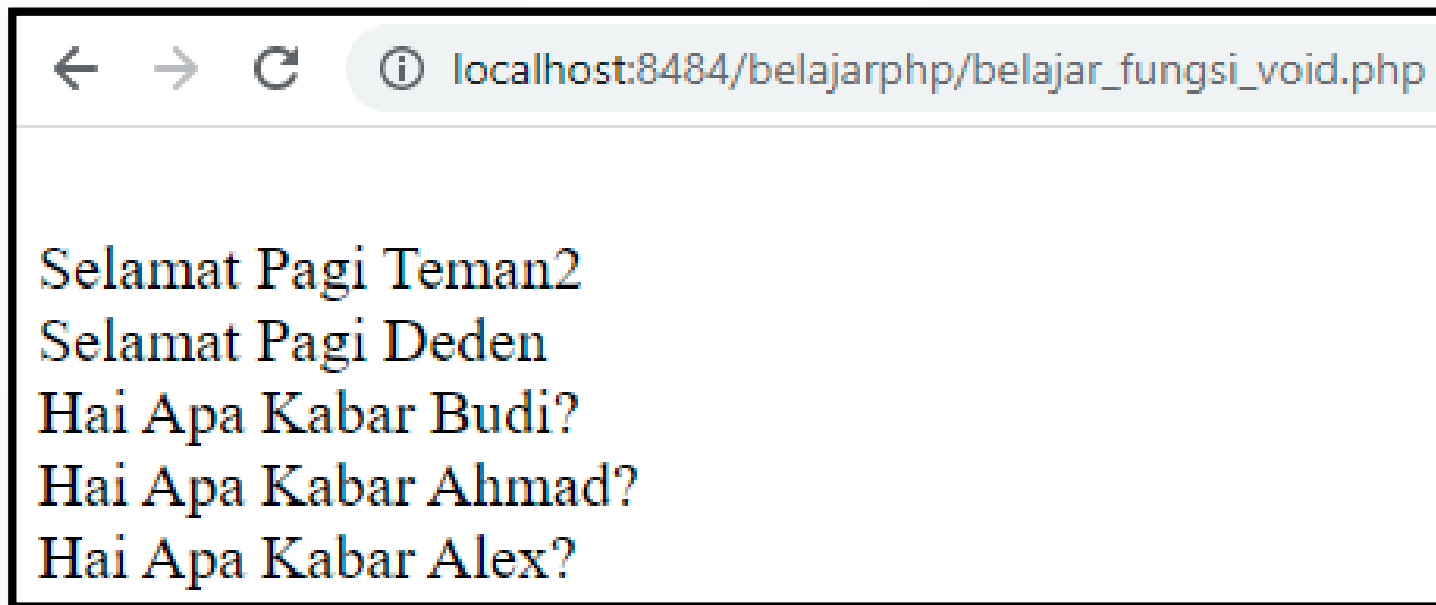 localhost:8484/belajarphp/belajar_fungsi_void.php
Selamat Pagi Teman2
Selamat Pagi Deden
Hai Apa Kabar Budi?
Hai Apa Kabar Ahmad?
Hai Apa Kabar Alex?